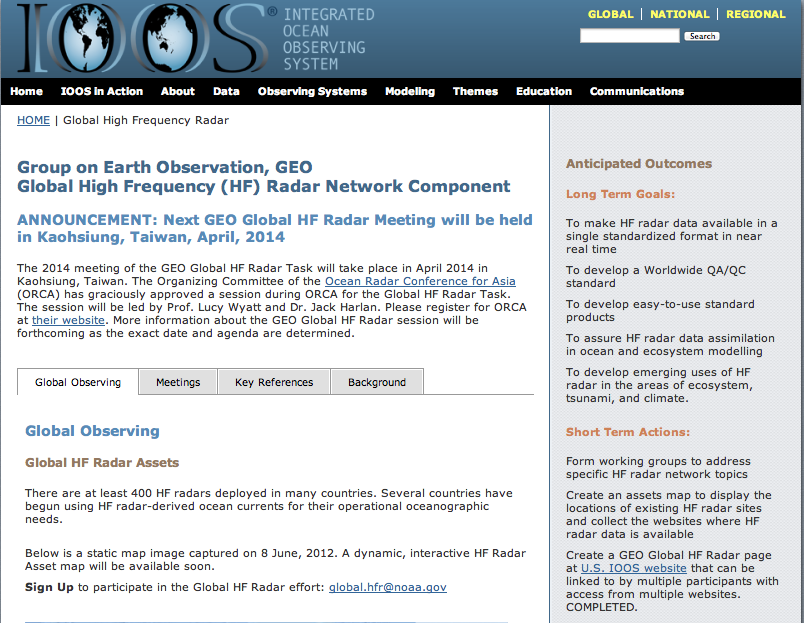 IOOS® INTEGRATED
OCEAN
OBSERVING
SYSTEM
GLOBAL | NATIONAL | REGIONAL
Search
Home IOOS in Action About Data Observing Systems Modeling Themes Education Communications
HOME | Global High Frequency Radar
Group on Earth Observation, GEO
Global High Frequency (HF) Radar Network Component
ANNOUNCEMENT: Next GEO Global HF Radar Meeting will be held
in Kaohsiung, Taiwan, April, 2014
The 2014 meeting of the GEO Global HF Radar Task will take place in April 2014 in
Kaohsiung, Taiwan. The Organizing Committee of the Ocean Radar Conference for Asia
(ORCA) has graciously approved a session during ORCA for the Global HF Radar Task.
The session will be led by Prof. Lucy Wyatt and Dr. Jack Harlan. Please register for ORCA
at their website. More information about the GEO Global HF Radar session will be
forthcoming as the exact date and agenda are determined.
Global Observing Meetings Key References Background
Global Observing
Global HF Radar Assets
There are at least 400 HF radars deployed in many countries. Several countries have
begun using HF radar-derived ocean currents for their operational oceanographic
needs.
Below is a static map image captured on 8 June, 2012. A dynamic, interactive HF Radar
Asset map will be available soon.
Sign Up to participate in the Global HF Radar effort: global.hfr@noaa.gov
Anticipated Outcomes
Long Term Goals:
To make HF radar data available in a
single standardized format in near
real time
To develop a Worldwide QA/QC
standard
To develop easy-to-use standard
products
To assure HF radar data assimilation
in ocean and ecosystem modelling
To develop emerging uses of HF
radar in the areas of ecosystem,
tsunami, and climate.
Short Term Actions:
Form working groups to address
specific HF radar network topics
Create an assets map to display the
locations of existing HF radar sites
and collect the websites where HF
radar data is available
Create a GEO Global HF Radar page
at U.S. IOOS website that can be
linked to by multiple participants with
access from multiple websites.
COMPLETED.